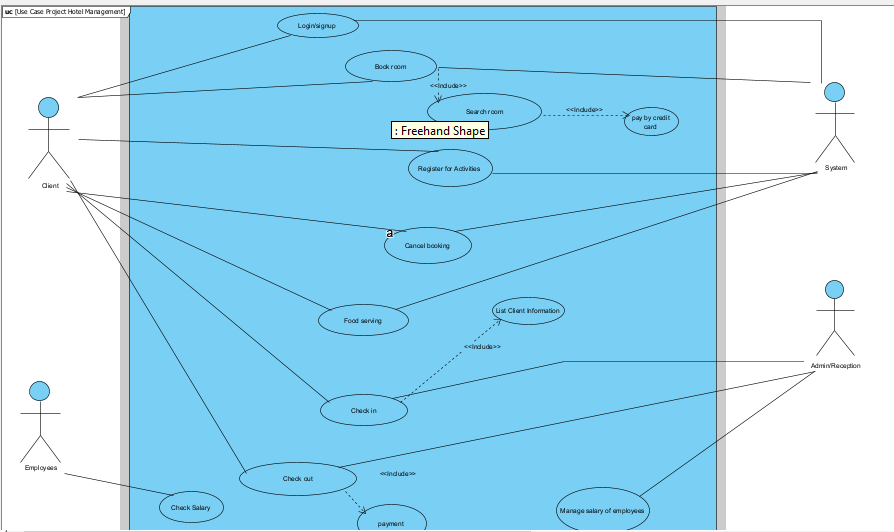 uc [Use Case Project Hotel Management]
Login/signup
Book room
<<Include>>
Search room
<<Include>>
pay by credit
card
: Freehand Shape
Register for Activities
System
Client
a
Cancel booking
List Client Information
Food serving
<<Include>>
Admin/Reception
Check in
Employees
<<Include>>
Check out
Check Salary
Manage salary of employees
payment